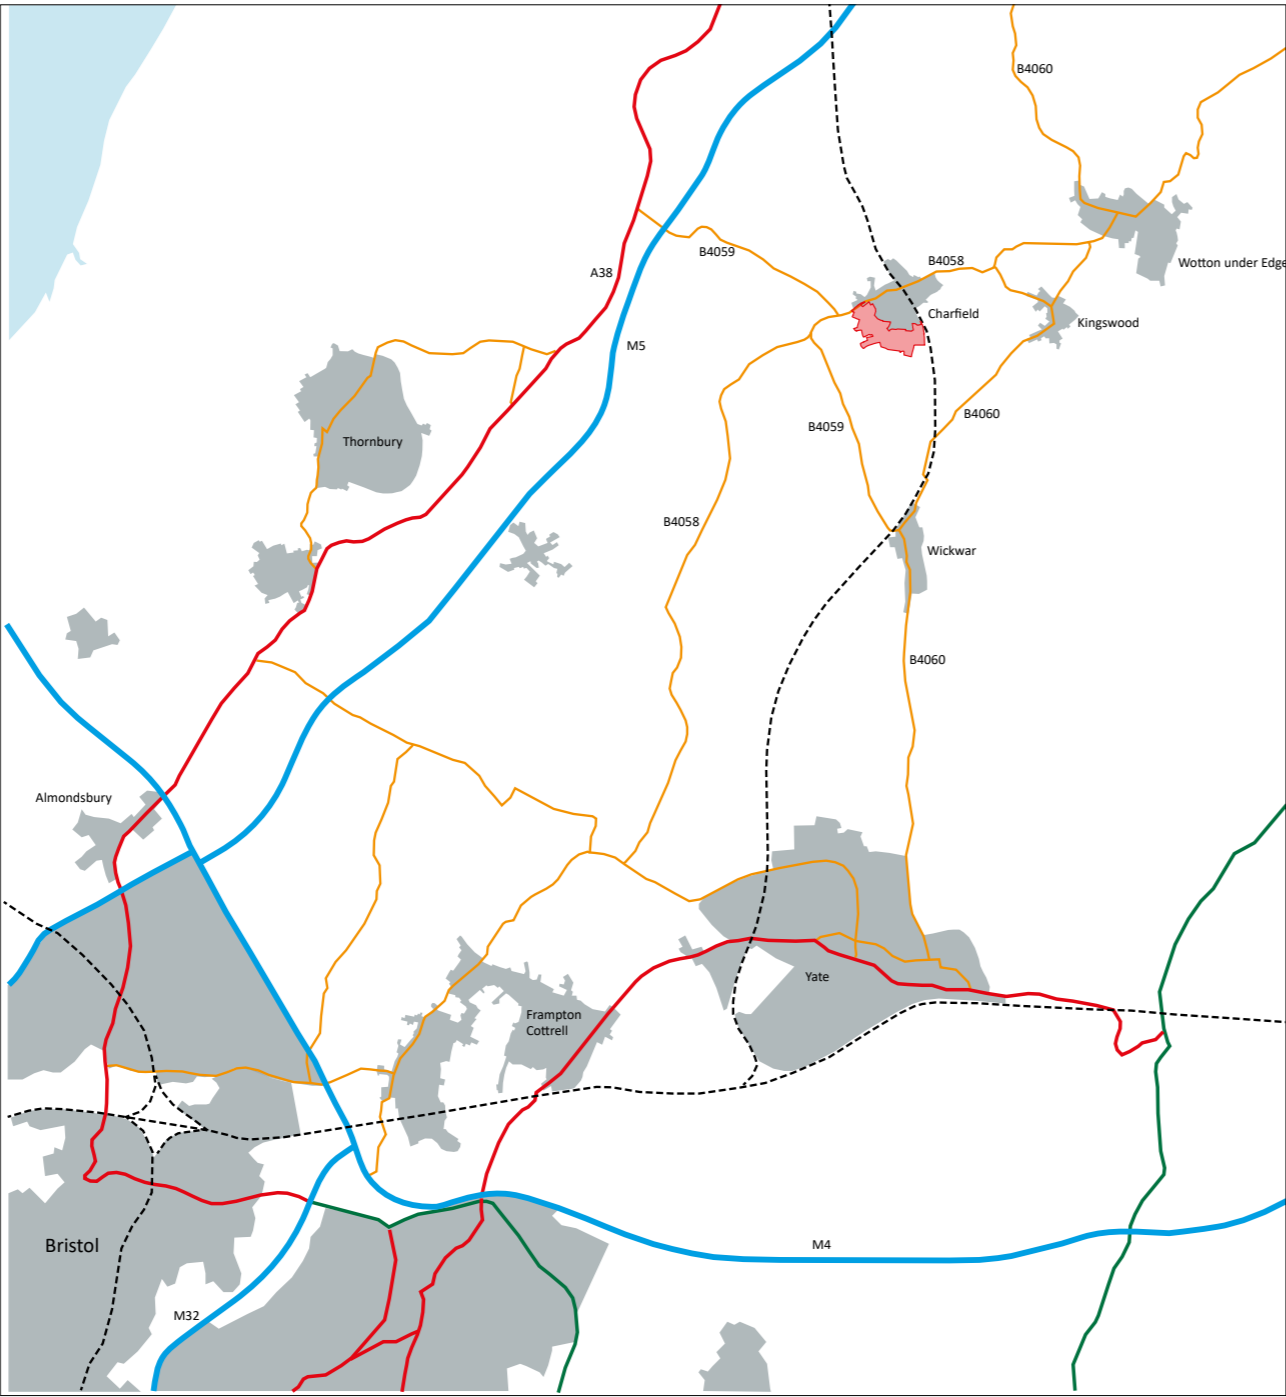 B4060
B4059
B4058
Wotton under Edge
A38
Charfield
Kingswood
M5
B4060
B4059
Thornbury
B4058
Wickwar
B4060
Almondsbury
Yate
Frampton
Cottrell
Bristol
M4
M32